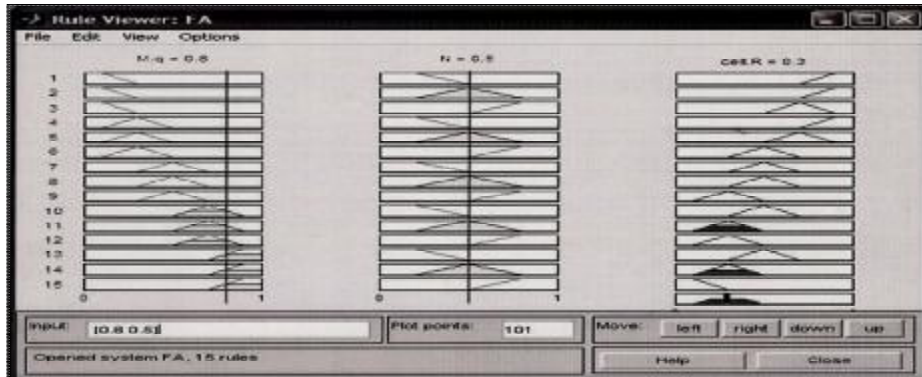 Rule Viewer: FA
File Edit View Options
M.q = 0.8 N = 0.5 cell.R = 0.3
1
2
3
4
5
6
7
8
9
10
11
12
13
14
15
0 1 0 1
Input: [0.8 0.5] Plot points: 101 Move: left right down up
Opened system FA, 15 rules Help Close